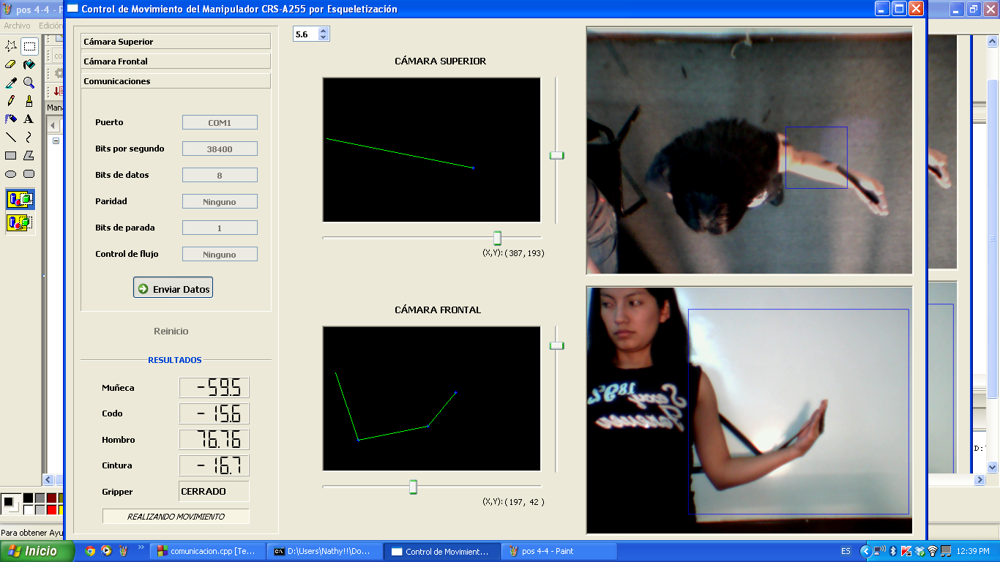 pos 4-4 - P
Control de Movimiento del Manipulador CRS-A255 por Esqueletización
Archivo
Edición
Cámara Superior
Cámara Frontal
Comunicaciones
Puerto COM1
Bits por segundo 38400
Bits de datos 8
Paridad Ninguno
Bits de parada 1
Control de flujo Ninguno
Enviar Datos
Reinicio
RESULTADOS
Muñeca -59.5
Codo -15.6
Hombro 76.76
Cintura -16.7
Gripper CERRADO
REALIZANDO MOVIMIENTO
5.6
CÁMARA SUPERIOR
(X,Y): (387, 193)
CÁMARA FRONTAL
(X,Y): (197, 42 )
Mana
Para obtener Ayu
D:\
Inicio
comunicacion.cpp [Te...
D:\Users\Nathy!!\Do...
Control de Movimient...
pos 4-4 - Paint
ES
12:39 PM